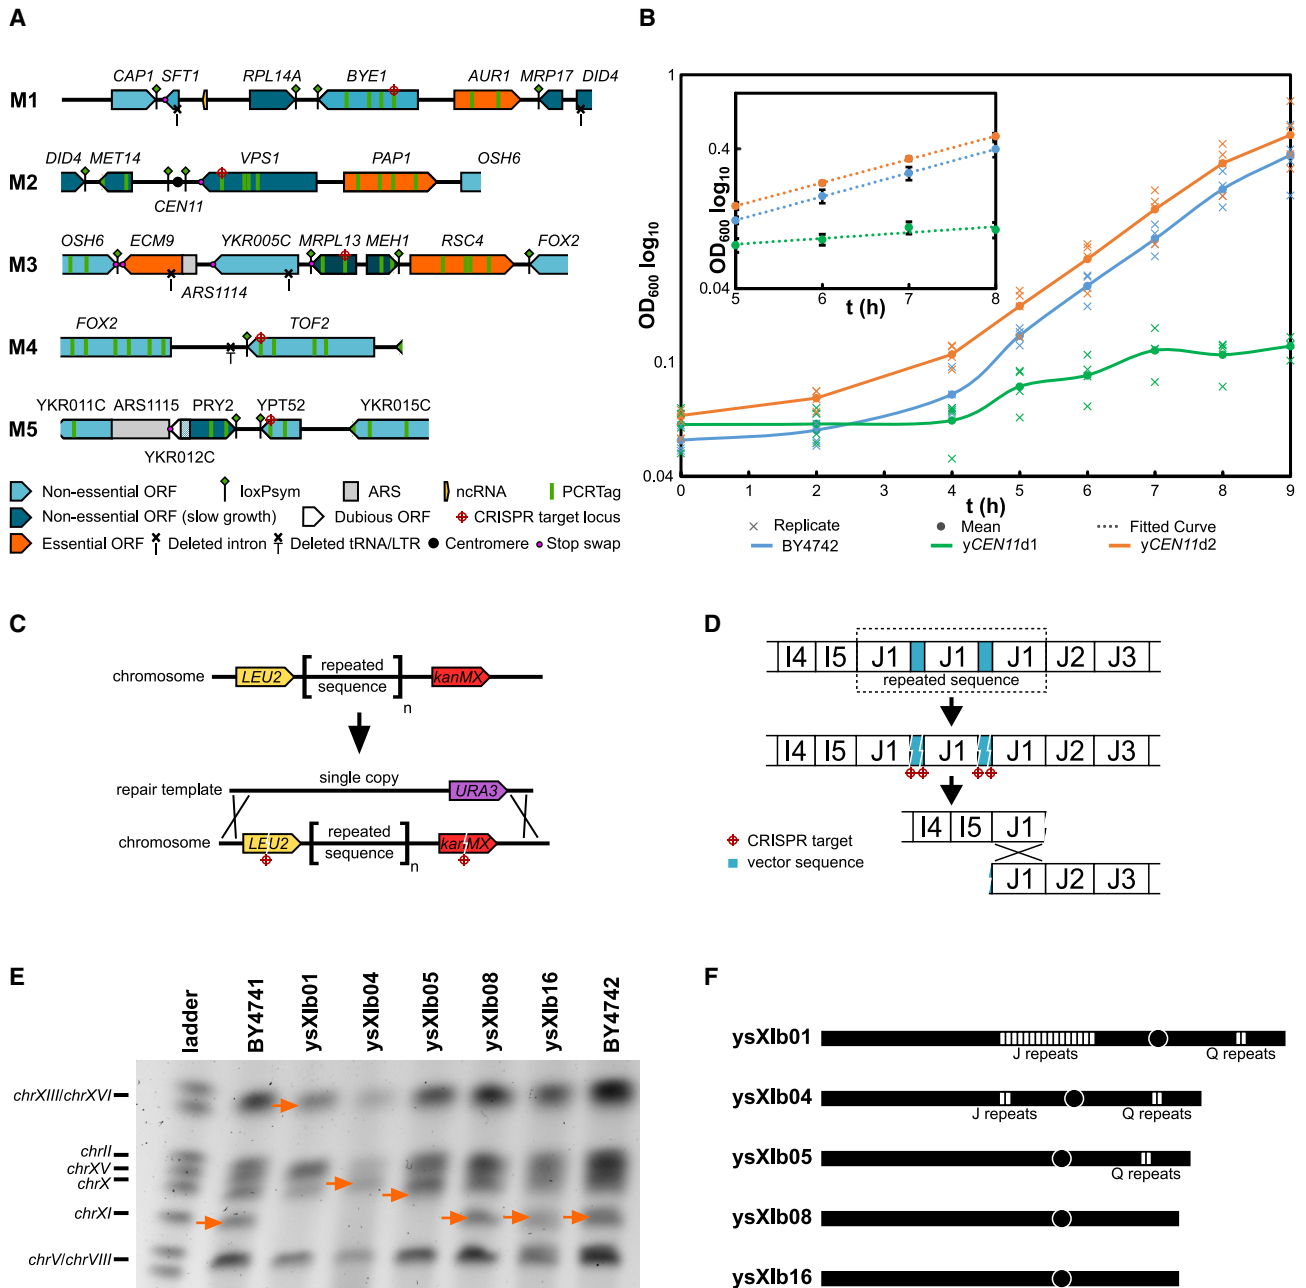 A
CAP1 SFT1 RPL14A BYE1 AUR1 MRP17 DID4
M1
DID4 MET14 VPS1 PAP1 OSH6
M2
CEN11
OSH6 ECM9 YKR005C MRPL13 MEH1 RSC4 FOX2
M3
ARS1114
FOX2 TOF2
M4
YKR011C ARS1115 PRY2 YPT52 YKR015C
M5
YKR012C
Non-essential ORF loxPsym ARS ncRNA PCRTag
Non-essential ORF (slow growth) Dubious ORF CRISPR target locus
Essential ORF Deleted intron Deleted tRNA/LTR Centromere Stop swap
B
OD600 log10
1
0.1
0.04
0 2 4 5 6 7 8 9
t (h)
OD600 log10
0.4
0.04
5 6 7 8
t (h)
Replicate Mean Fitted Curve
BY4742 yCEN11d1 yCEN11d2
C
chromosome LEU2 repeated sequence n kanMX
single copy
repair template URA3
chromosome LEU2 repeated sequence n kanMX
D
I4 I5 J1 J1 J1 J2 J3
repeated sequence
I4 I5 J1 J1 J1 J2 J3
I4 I5 J1
J1 J2 J3
CRISPR target
vector sequence
E
ladder BY4741 ysXIb01 ysXIb04 ysXIb05 ysXIb08 ysXIb16 BY4742
chrXIII/chrXVI
chrII
chrXV
chrX
chrXI
chrV/chrVIII
F
ysXIb01
J repeats Q repeats
ysXIb04
J repeats Q repeats
ysXIb05
Q repeats
ysXIb08
ysXIb16